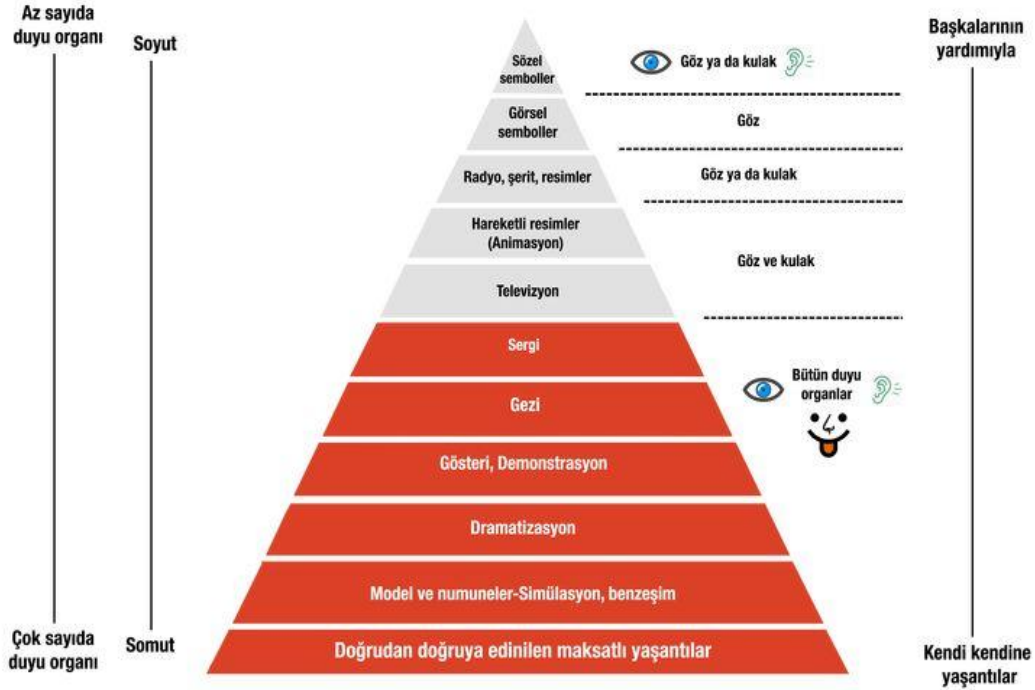 Az sayıda
duyu organı
Soyut
Başkalarının
yardımıyla
Sözel
semboller
Göz ya da kulak
Görsel
semboller
Göz
Radyo, şerit, resimler
Göz ya da kulak
Hareketli resimler
(Animasyon)
Göz ve kulak
Televizyon
Sergi
Bütün duyu
organlar
Gezi
Gösteri, Demonstrasyon
Dramatizasyon
Model ve numuneler-Simülasyon, benzeşim
Doğrudan doğruya edinilen maksatlı yaşantılar
Çok sayıda
duyu organı
Somut
Kendi kendine
yaşantılar